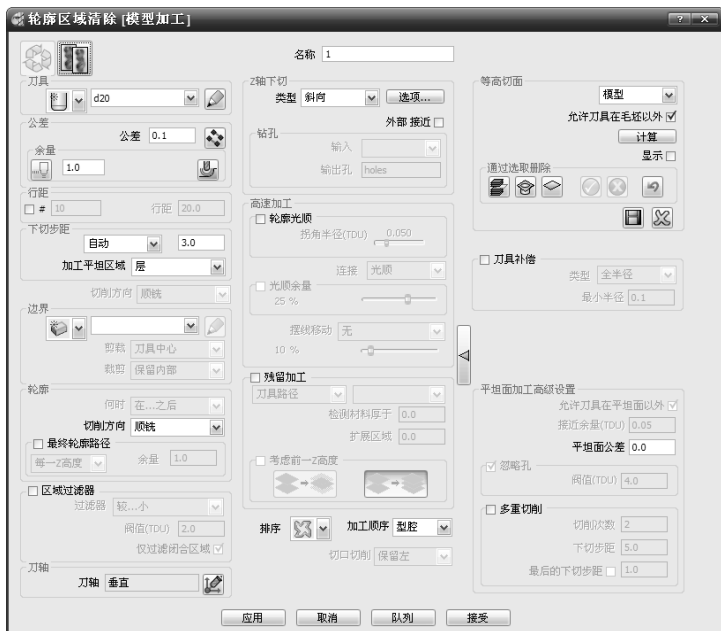 轮廓区域清除 [模型加工]
名称 1
刀具
d20
公差
公差 0.1
余量
1.0
行距
# 10 行距 20.0
下切步距
自动 3.0
加工平坦区域 层
切削方向 顺铣
边界
剪裁 刀具中心
裁剪 保留内部
轮廓
何时 在...之后
切削方向 顺铣
最终轮廓路径
每一Z高度 余量 1.0
区域过滤器
过滤器 较...小
阀值(TDU) 2.0
仅过滤闭合区域
刀轴
刀轴 垂直
Z轴下切
类型 斜向 选项...
外部 接近
钻孔
输入
输出孔 holes
高速加工
轮廓光顺
拐角半径(TDU) 0.050
连接 光顺
光顺余量
25 %
摆线移动 无
10 %
残留加工
刀具路径
检测材料厚于 0.0
扩展区域 0.0
考虑前一Z高度
排序 加工顺序 型腔
切口切削 保留左
等高切面
模型
允许刀具在毛坯以外
计算
显示
通过选取删除
刀具补偿
类型 全半径
最小半径 0.1
平坦面加工高级设置
允许刀具在平坦面以外
接近余量(TDU) 0.05
平坦面公差 0.0
忽略孔
阀值(TDU) 4.0
多重切削
切削次数 2
下切步距 5.0
最后的下切步距 1.0
应用 取消 队列 接受